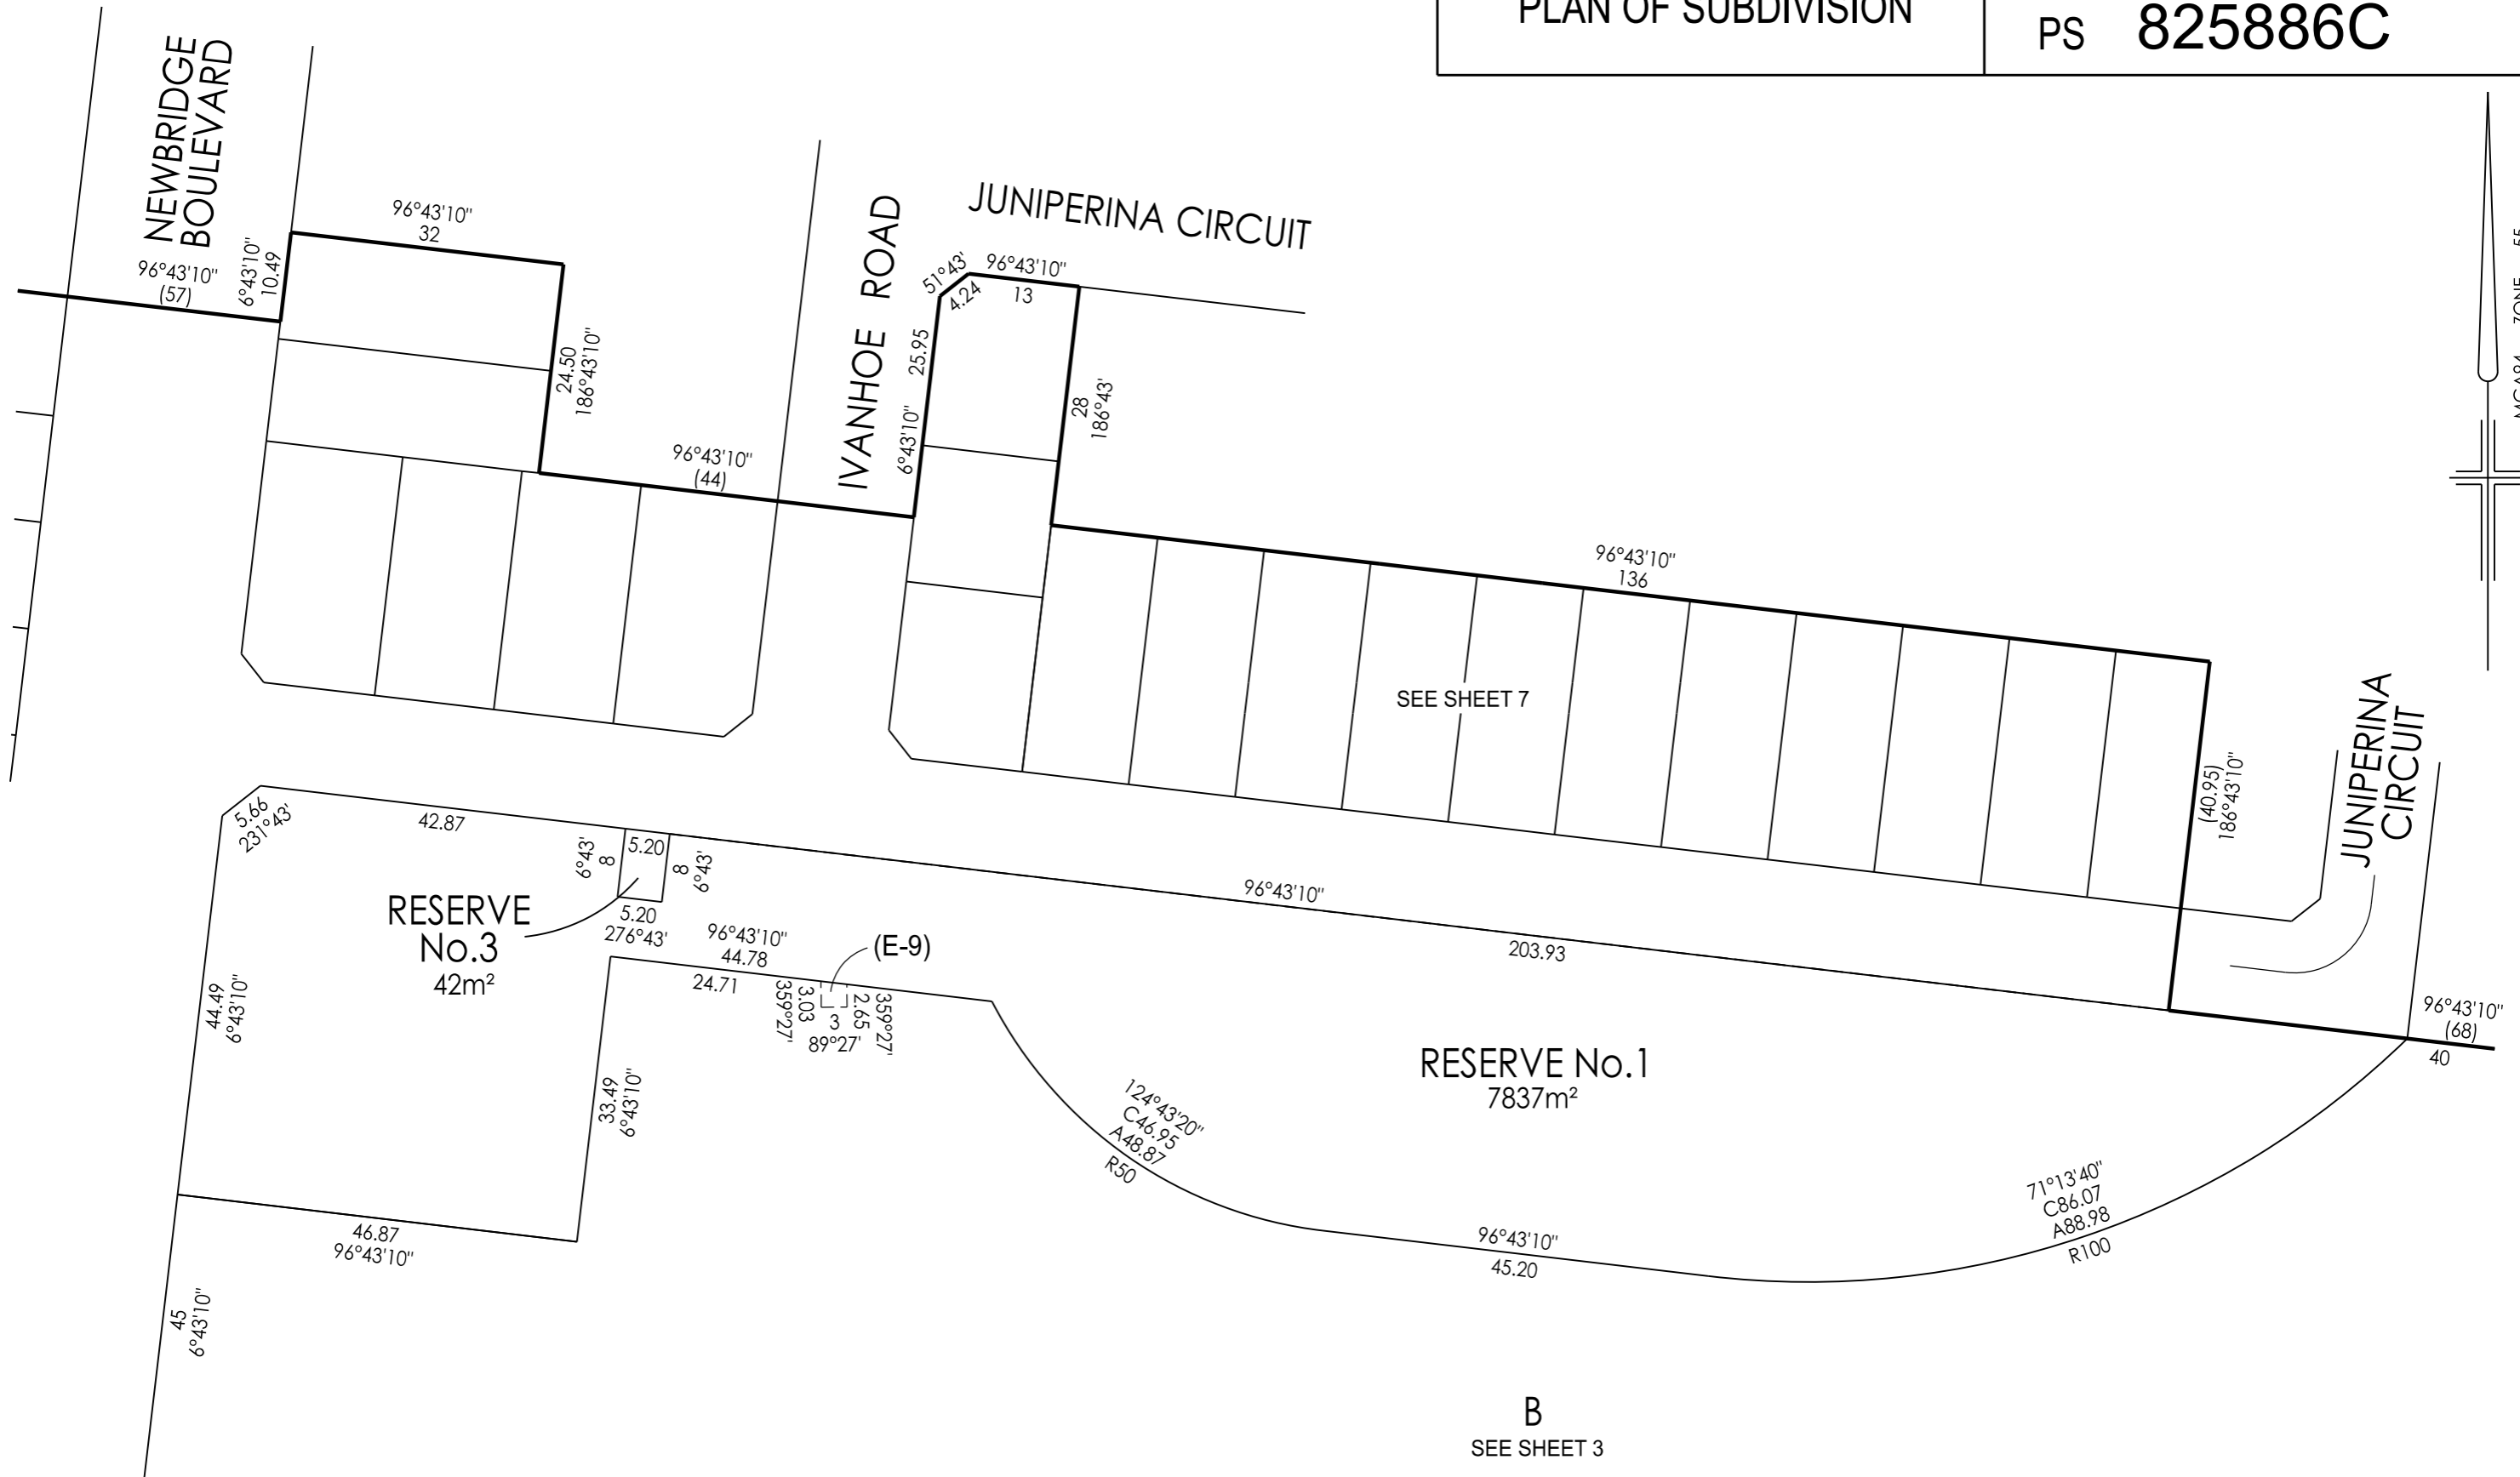 PLAN OF SUBDIVISION
PS 825886C
NEWBRIDGE
BOULEVARD
96°43'10"
(57)
6°43'10"
10.49
96°43'10"
32
24.50
186°43'10"
96°43'10"
(44)
IVANHOE ROAD
JUNIPERINA CIRCUIT
51°43'
4.24
96°43'10"
13
25.95
6°43'10"
28
186°43'
96°43'10"
136
SEE SHEET 7
MGA94 ZONE 55
JUNIPERINA
CIRCUIT
(40.95)
186°43'10"
5.66
231°43'
42.87
6°43'
8
5.20
8
6°43'
5.20
276°43'
RESERVE
No.3
42m²
96°43'10"
44.78
24.71
(E-9)
359°27'
3.03
3
89°27'
2.65
359°27'
96°43'10"
203.93
96°43'10"
(68)
40
RESERVE No.1
7837m²
44.49
6°43'10"
33.49
6°43'10"
46.87
96°43'10"
45
6°43'10"
124°43'20"
C46.95
A48.87
R50
96°43'10"
45.20
71°13'40"
C86.07
A88.98
R100
B
SEE SHEET 3